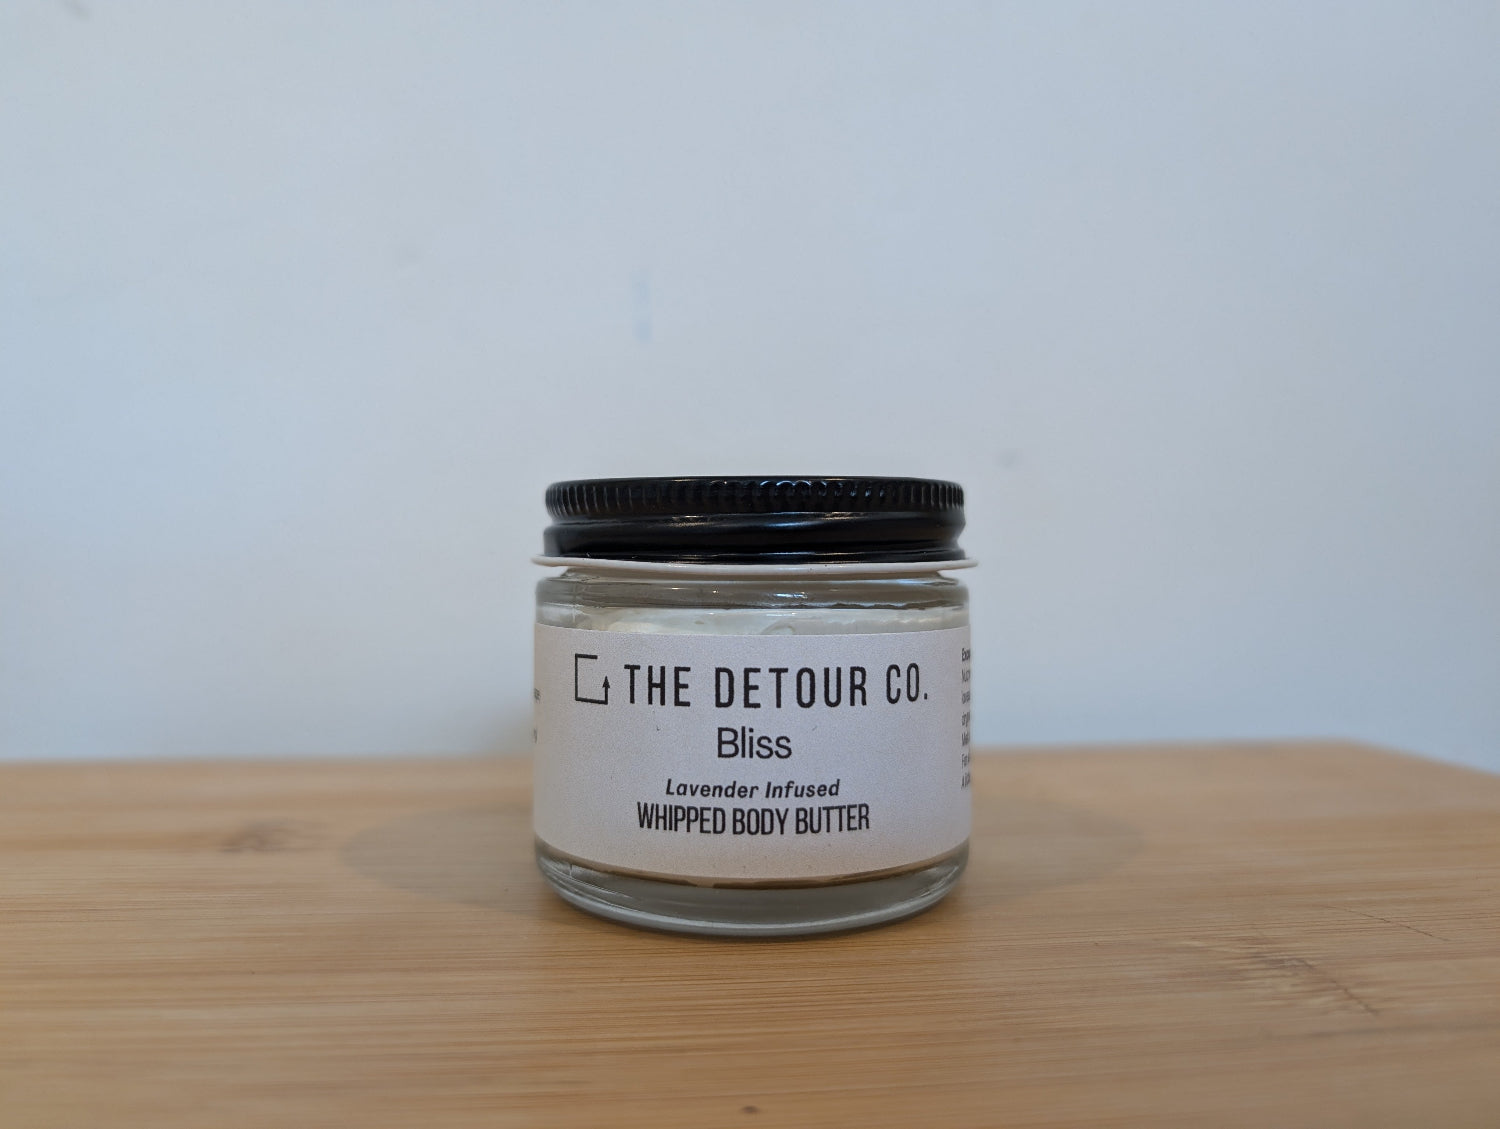 THE DETOUR CO.
Bliss
Lavender Infused
WHIPPED BODY BUTTER